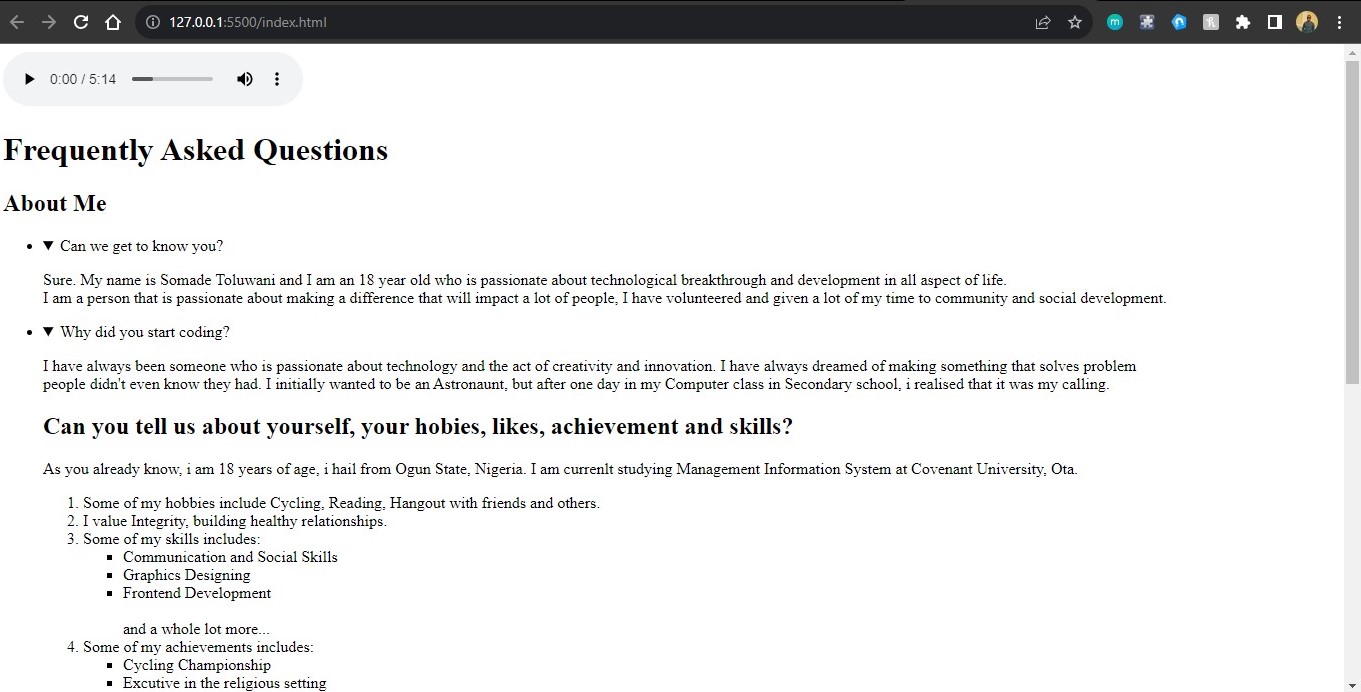 127.0.0.1:5500/index.html
0:00 / 5:14
Frequently Asked Questions
About Me
Can we get to know you?
Sure. My name is Somade Toluwani and I am an 18 year old who is passionate about technological breakthrough and development in all aspect of life.
I am a person that is passionate about making a difference that will impact a lot of people, I have volunteered and given a lot of my time to community and social development.
Why did you start coding?
I have always been someone who is passionate about technology and the act of creativity and innovation. I have always dreamed of making something that solves problem
people didn't even know they had. I initially wanted to be an Astronaunt, but after one day in my Computer class in Secondary school, i realised that it was my calling.
Can you tell us about yourself, your hobies, likes, achievement and skills?
As you already know, i am 18 years of age, i hail from Ogun State, Nigeria. I am currenlt studying Management Information System at Covenant University, Ota.
1. Some of my hobbies include Cycling, Reading, Hangout with friends and others.
2. I value Integrity, building healthy relationships.
3. Some of my skills includes:
Communication and Social Skills
Graphics Designing
Frontend Development
and a whole lot more...
4. Some of my achievements includes:
Cycling Championship
Excutive in the religious setting